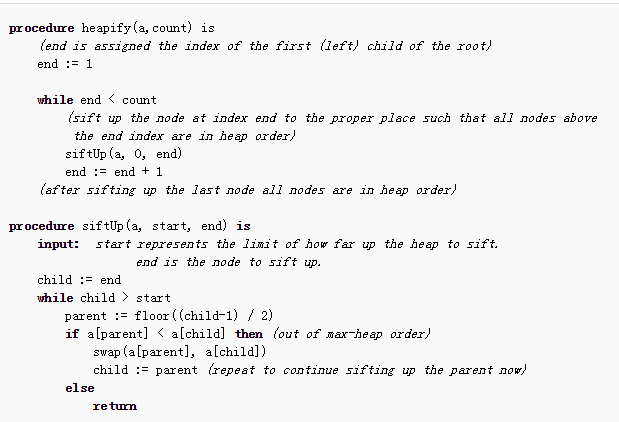 procedure heapify(a,count) is
(end is assigned the index of the first (left) child of the root)
end := 1
while end < count
(sift up the node at index end to the proper place such that all nodes above
the end index are in heap order)
siftUp(a, 0, end)
end := end + 1
(after sifting up the last node all nodes are in heap order)
procedure siftUp(a, start, end) is
input: start represents the limit of how far up the heap to sift.
end is the node to sift up.
child := end
while child > start
parent := floor((child-1) / 2)
if a[parent] < a[child] then (out of max-heap order)
swap(a[parent], a[child])
child := parent (repeat to continue sifting up the parent now)
else
return